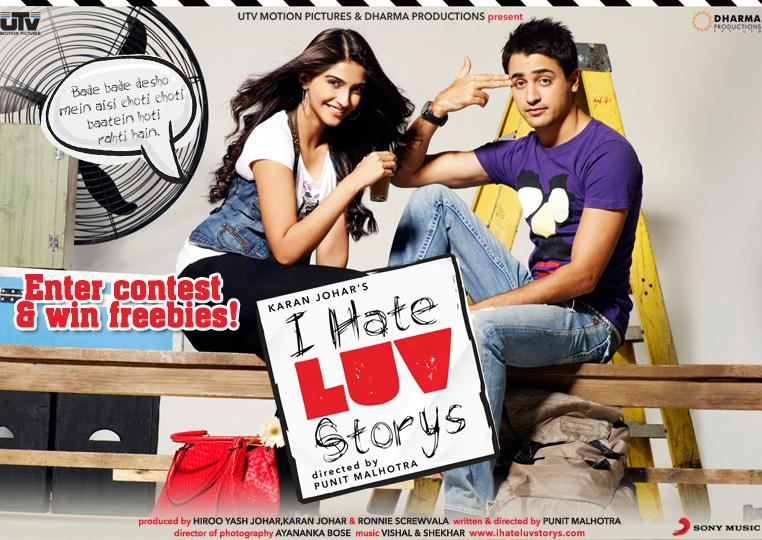 UTV MOTION PICTURES & DHARMA PRODUCTIONS present
UTV
MOTION PICTURES
DHARMA
PRODUCTIONS
PVT. LTD.
Bade bade desho
mein aisi choti choti
baatein hoti
rahti hain.
Enter contest
& win freebies!
KARAN JOHAR'S
I Hate
LUV
Storys
directed by
PUNIT MALHOTRA
produced by HIROO YASH JOHAR,KARAN JOHAR & RONNIE SCREWVALA written & directed by PUNIT MALHOTRA
director of photography AYANANKA BOSE music VISHAL & SHEKHAR www.ihateluvstorys.com
SONY MUSIC